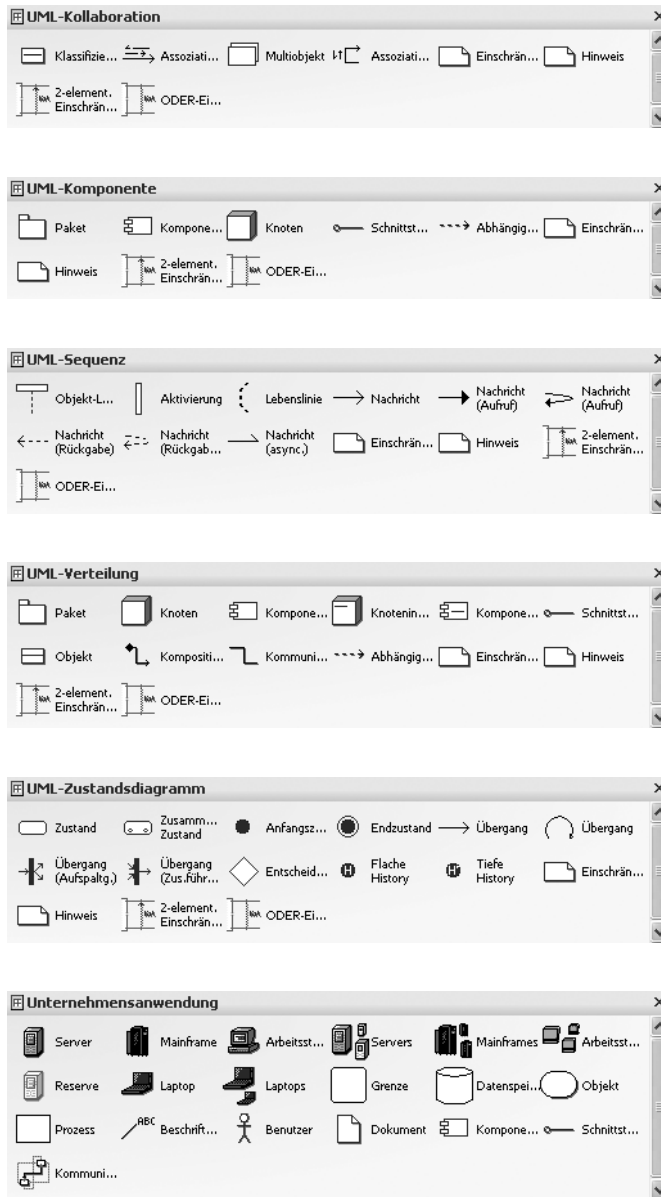 UML-Kollaboration
Klassifizie... Assoziati... Multiobjekt Assoziati... Einschrän... Hinweis
2-element. Einschrän... ODER-Ei...
UML-Komponente
Paket Kompone... Knoten Schnittst... Abhängig... Einschrän...
Hinweis 2-element. Einschrän... ODER-Ei...
UML-Sequenz
Objekt-L... Aktivierung Lebenslinie Nachricht Nachricht (Aufruf) Nachricht (Aufruf)
Nachricht (Rückgabe) Nachricht (Rückgab... Nachricht (async.) Einschrän... Hinweis 2-element. Einschrän...
ODER-Ei...
UML-Verteilung
Paket Knoten Kompone... Knotenin... Kompone... Schnittst...
Objekt Kompositi... Kommuni... Abhängig... Einschrän... Hinweis
2-element. Einschrän... ODER-Ei...
UML-Zustandsdiagramm
Zustand Zusamm... Zustand Anfangsz... Endzustand Übergang Übergang
Übergang (Aufspaltg.) Übergang (Zus.führ... Entscheid... H Flache History H* Tiefe History Einschrän...
Hinweis 2-element. Einschrän... ODER-Ei...
Unternehmensanwendung
Server Mainframe Arbeitsst... Servers Mainframes Arbeitsst...
Reserve Laptop Laptops Grenze Datenspei... Objekt
Prozess ABC Beschrift... Benutzer Dokument Kompone... Schnittst...
Kommuni...